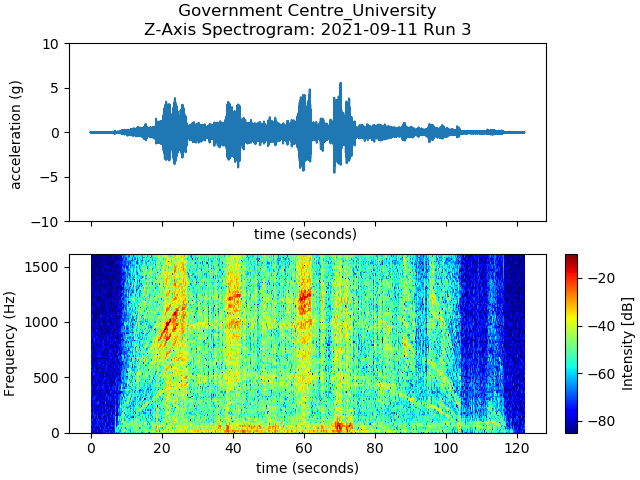 Government Centre_University
Z-Axis Spectrogram: 2021-09-11 Run 3
10
5
0
−5
−10
acceleration (g)
time (seconds)
1500
1000
500
0
Frequency (Hz)
0 20 40 60 80 100 120
time (seconds)
−20
−40
−60
−80
Intensity [dB]